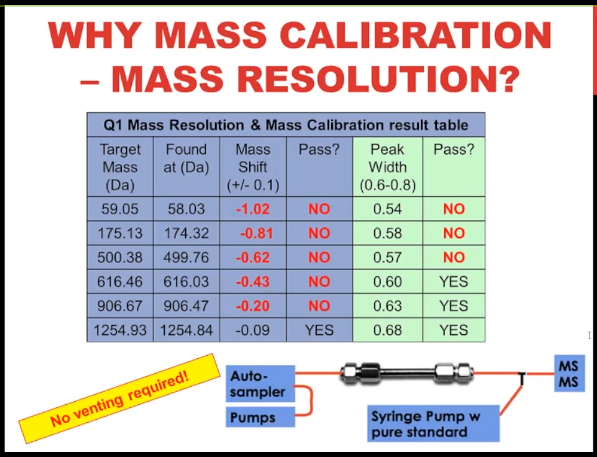 WHY MASS CALIBRATION
– MASS RESOLUTION?
Q1 Mass Resolution & Mass Calibration result table
Target Mass (Da) Found at (Da) Mass Shift (+/- 0.1) Pass? Peak Width (0.6-0.8) Pass?
59.05 58.03 -1.02 NO 0.54 NO
175.13 174.32 -0.81 NO 0.58 NO
500.38 499.76 -0.62 NO 0.57 NO
616.46 616.03 -0.43 NO 0.60 YES
906.67 906.47 -0.20 NO 0.63 YES
1254.93 1254.84 -0.09 YES 0.68 YES
No venting required!
Auto-
sampler
Pumps
Syringe Pump w
pure standard
MS
MS